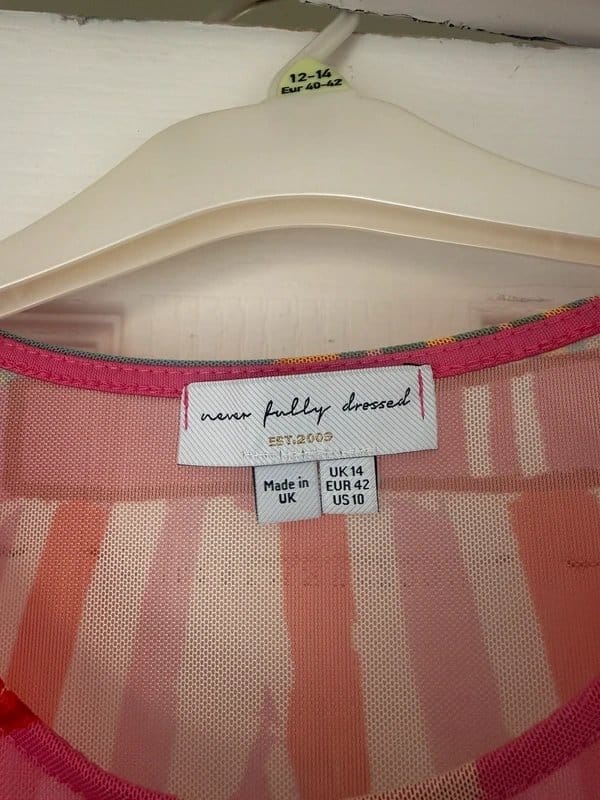 12-14
Eur 40-42
never fully dressed
EST.2009
Made in
UK
UK 14
EUR 42
US 10